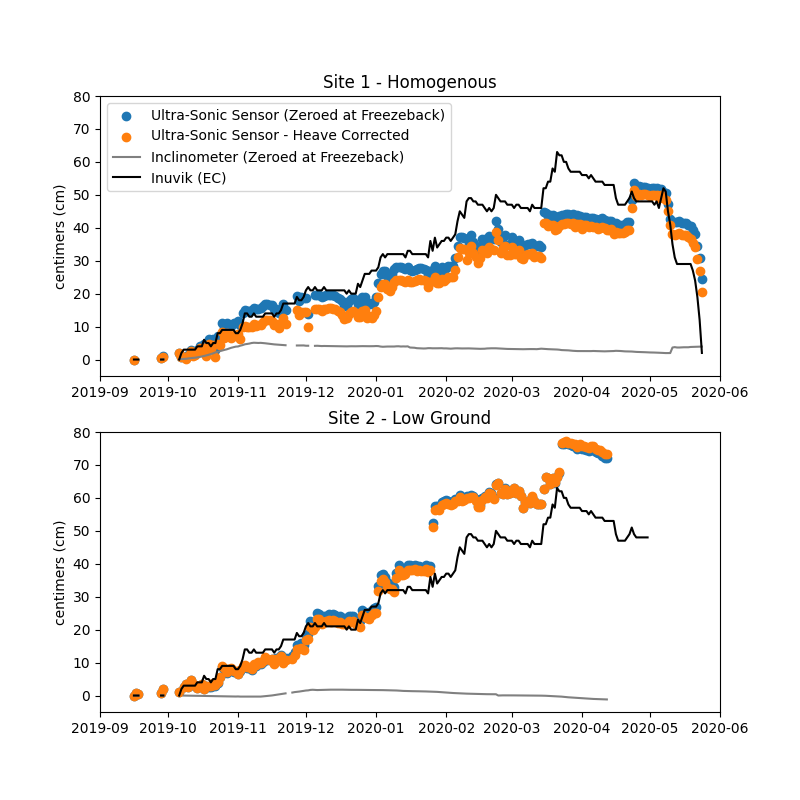 Site 1 - Homogenous
80
70
60
50
40
30
20
10
0
centimers (cm)
Ultra-Sonic Sensor (Zeroed at Freezeback)
Ultra-Sonic Sensor - Heave Corrected
Inclinometer (Zeroed at Freezeback)
Inuvik (EC)
2019-09 2019-10 2019-11 2019-12 2020-01 2020-02 2020-03 2020-04 2020-05 2020-06
Site 2 - Low Ground
80
70
60
50
40
30
20
10
0
centimers (cm)
2019-09 2019-10 2019-11 2019-12 2020-01 2020-02 2020-03 2020-04 2020-05 2020-06